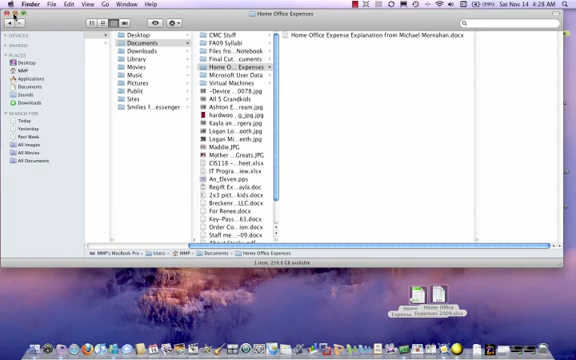 Finder File Edit View Go Window Help
Sat Nov 14 4:28 AM
Home Office Expenses
DEVICES
SHARED
PLACES
Desktop
MMP
Applications
Documents
Sounds
Downloads
SEARCH FOR
Today
Yesterday
Past Week
All Images
All Movies
All Documents
Desktop
Documents
Downloads
Library
Movies
Music
Pictures
Public
Sites
Smilies f...essenger
CMC Stuff
FA09 Syllabi
Files fro...Notebook
Final Cut...cuments
Home O... Expenses
Microsoft User Data
Virtual Machines
-Device ...0078.jpg
All 5 Grandkids
Ashton E...ream.jpg
hardwoo...g_jpg.jpg
Kayla an...rgery.jpg
Logan Lo...ooth.jpg
Logan Mi...ooth.jpg
Maddie.JPG
Mother ...Greats.JPG
CIS118 -...heet.xlsx
IT Progra...iew.xlsx
An_Eleven.pps
Regift Ex...ayla.doc
2x3 pict...kids.docx
Breckenr...LLC.docx
For Renee.docx
Key-Pass...63.docx
Order Co...ion.docx
Staff me...
Home Office Expense Explanation from Michael Mornahan.docx
MMP's MacBook Pro Users MMP Documents Home Office Expenses
1 item, 259.8 GB available
Home Office
Expenses 2009.xlsx